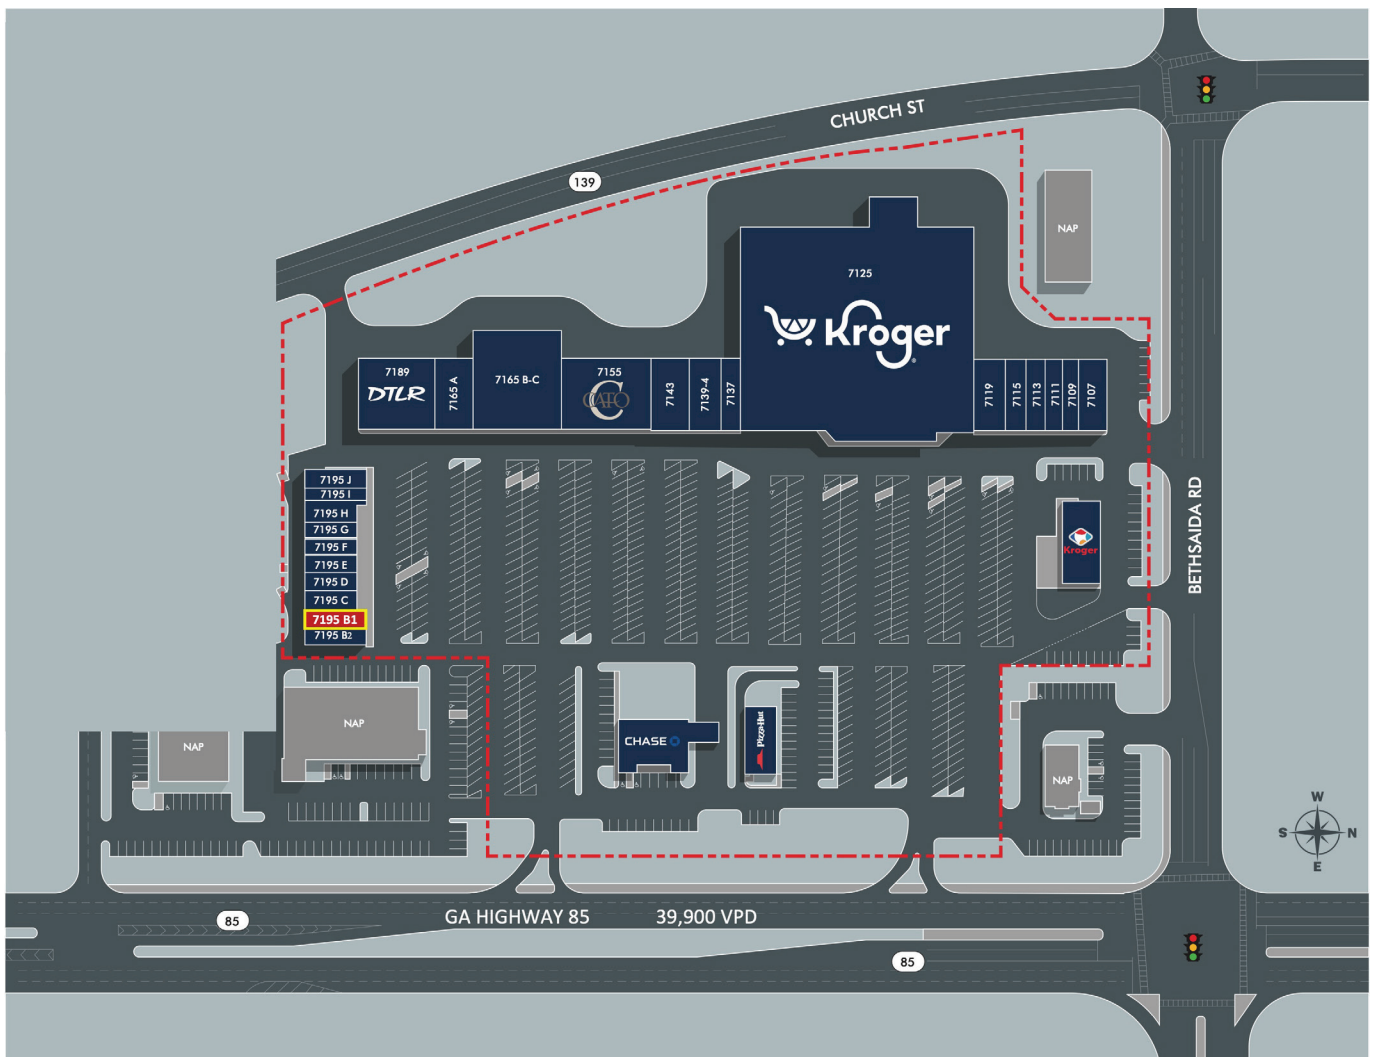 CHURCH ST
139
NAP
7125
Kroger
7189
DTLR
7165 A
7165 B-C
7155
C
CATO
7143
7139-4
7137
7119
7115
7113
7111
7109
7107
7195 J
7195 I
7195 H
7195 G
7195 F
7195 E
7195 D
7195 C
7195 B1
7195 B2
Kroger
BETHSAIDA RD
NAP
NAP
CHASE
Pizza Hut
NAP
W
S
N
E
GA HIGHWAY 85
39,900 VPD
85
85